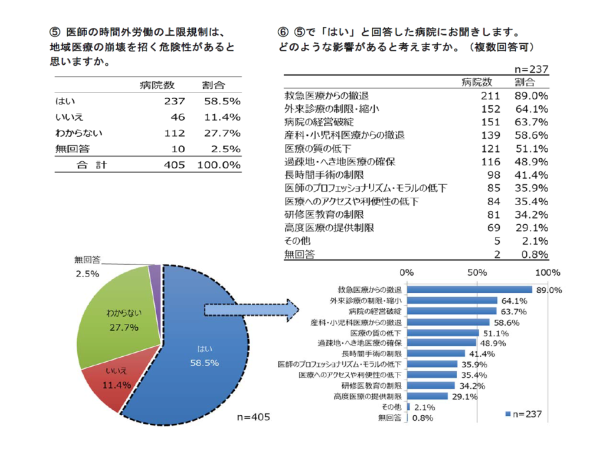 ⑤ 医師の時間外労働の上限規制は、
地域医療の崩壊を招く危険性があると
思いますか。
病院数 割合
はい 237 58.5%
いいえ 46 11.4%
わからない 112 27.7%
無回答 10 2.5%
合 計 405 100.0%
⑥ ⑤で「はい」と回答した病院にお聞きします。
どのような影響があると考えますか。（複数回答可）
n=237
病院数 割合
救急医療からの撤退 211 89.0%
外来診療の制限・縮小 152 64.1%
病院の経営破綻 151 63.7%
産科・小児科医療からの撤退 139 58.6%
医療の質の低下 121 51.1%
過疎地・へき地医療の確保 116 48.9%
長時間手術の制限 98 41.4%
医師のプロフェッショナリズム・モラルの低下 85 35.9%
医療へのアクセスや利便性の低下 84 35.4%
研修医教育の制限 81 34.2%
高度医療の提供制限 69 29.1%
その他 5 2.1%
無回答 2 0.8%
無回答
2.5%
わからない
27.7%
いいえ
11.4%
はい
58.5%
n=405
0% 50% 100%
救急医療からの撤退 89.0%
外来診療の制限・縮小 64.1%
病院の経営破綻 63.7%
産科・小児科医療からの撤退 58.6%
医療の質の低下 51.1%
過疎地・へき地医療の確保 48.9%
長時間手術の制限 41.4%
医師のプロフェッショナリズム・モラルの低下 35.9%
医療へのアクセスや利便性の低下 35.4%
研修医教育の制限 34.2%
高度医療の提供制限 29.1%
その他 2.1%
無回答 0.8%
n=237